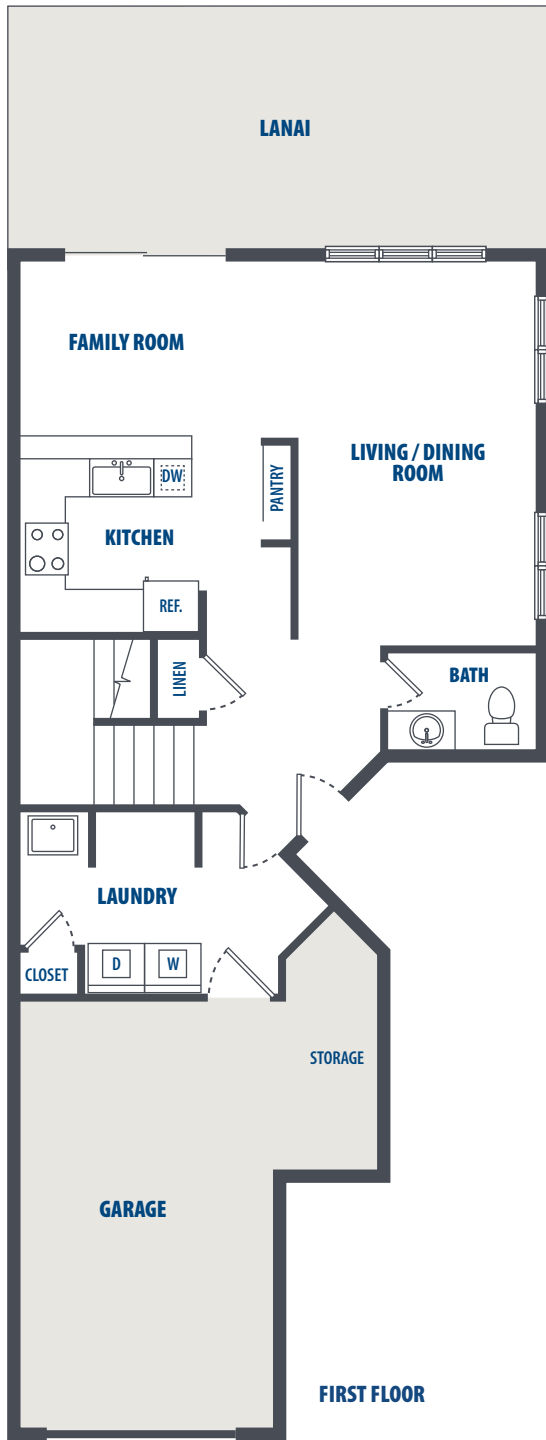 LANAI
FAMILY ROOM
LIVING / DINING
ROOM
DW
PANTRY
KITCHEN
REF.
LINEN
BATH
LAUNDRY
D
W
CLOSET
STORAGE
GARAGE
FIRST FLOOR